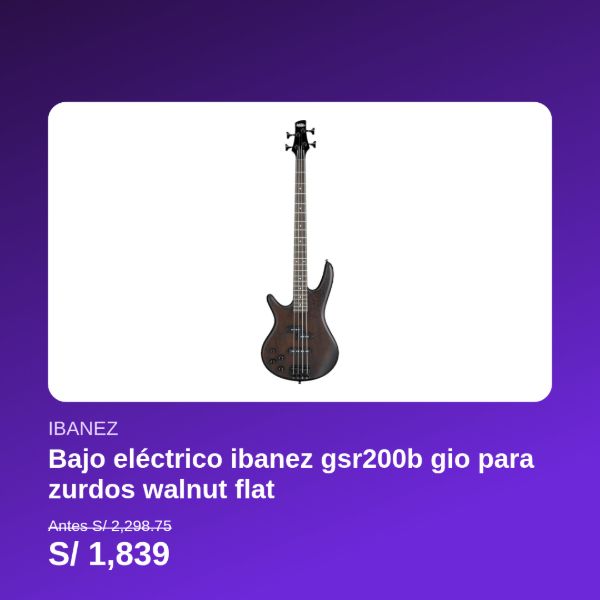 IBANEZ
Bajo eléctrico ibanez gsr200b gio para
zurdos walnut flat
Antes S/ 2,298.75
S/ 1,839